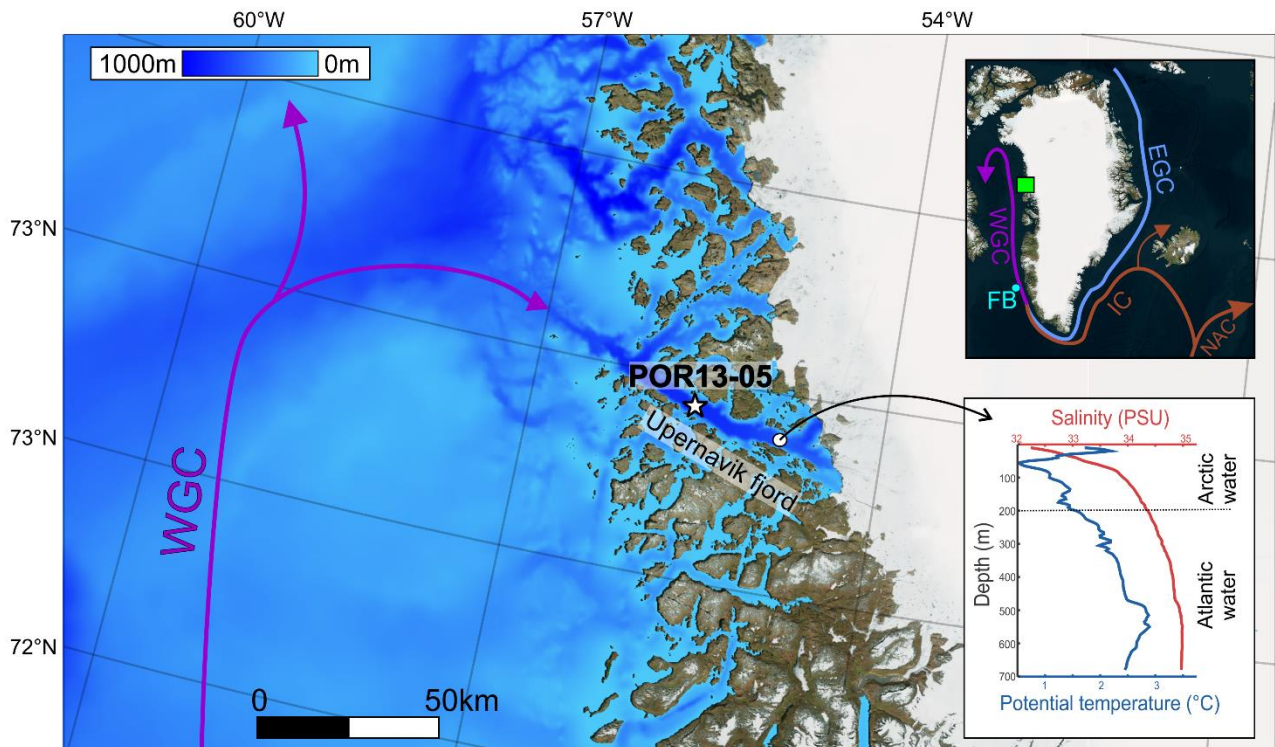 60°W 57°W 54°W
1000m 0m
73°N
73°N
72°N
WGC
POR13-05
Upernavik fjord
0 50km
EGC
WGC
FB
IC
NAC
Salinity (PSU)
32 33 34 35
Depth (m)
100
200
300
400
500
600
700
Arctic
water
Atlantic
water
1 2 3
Potential temperature (°C)